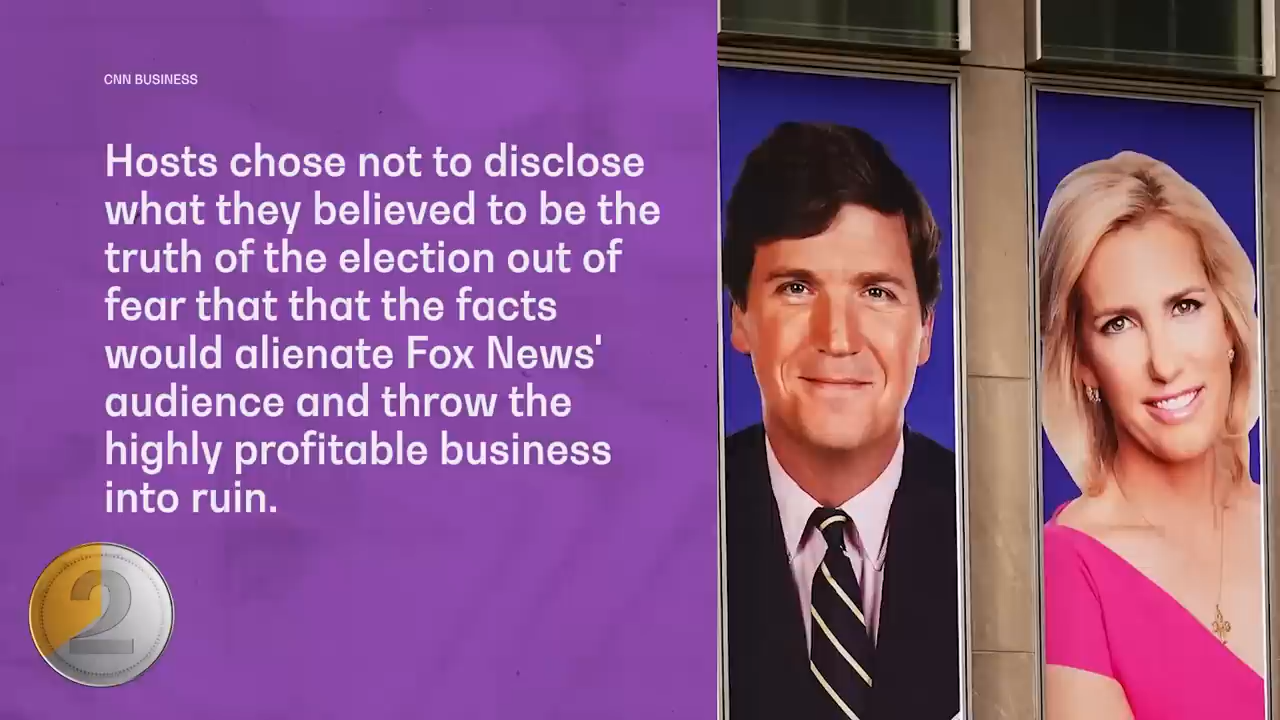 CNN BUSINESS
Hosts chose not to disclose
what they believed to be the
truth of the election out of
fear that that the facts
would alienate Fox News'
audience and throw the
highly profitable business
into ruin.
2